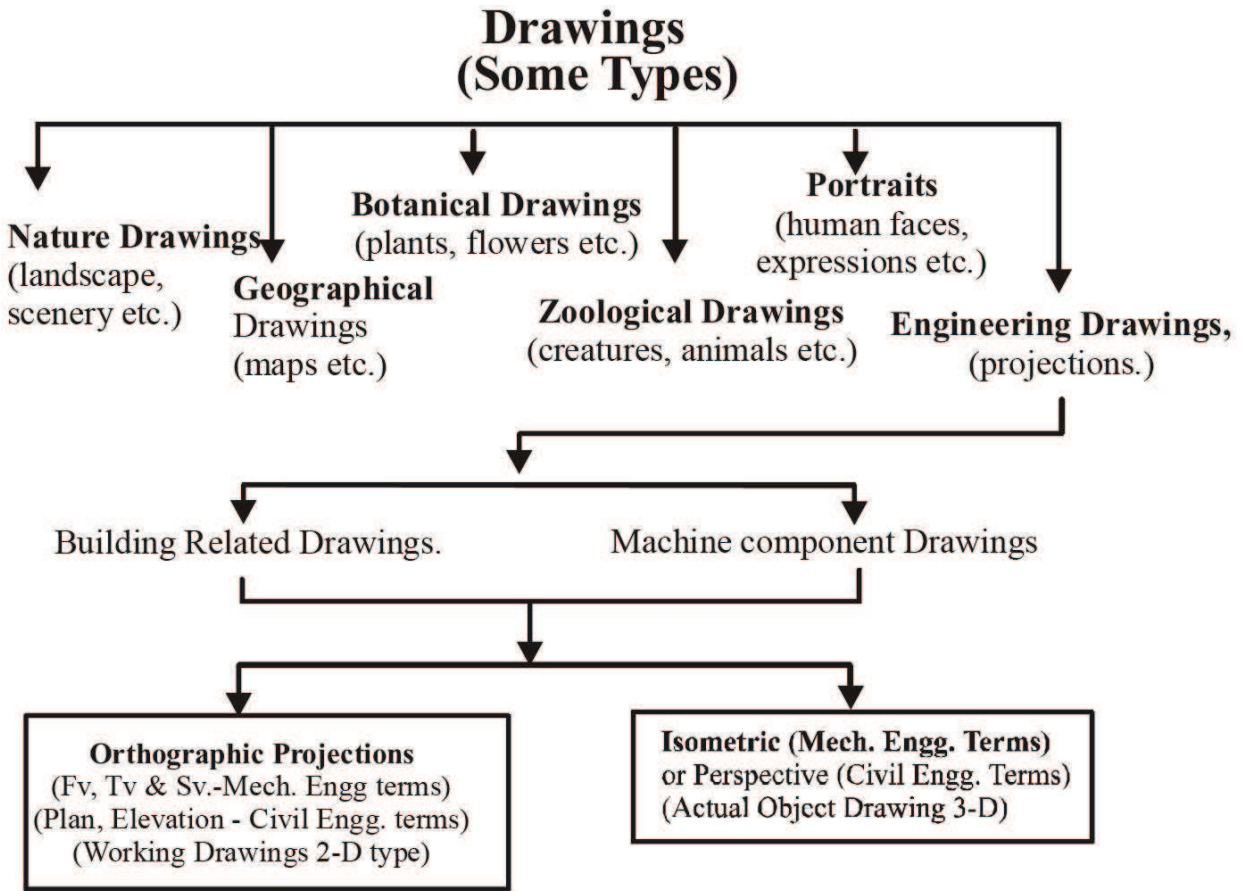 Drawings
(Some Types)
Nature Drawings
(landscape,
scenery etc.)
Geographical
Drawings
(maps etc.)
Botanical Drawings
(plants, flowers etc.)
Zoological Drawings
(creatures, animals etc.)
Portraits
(human faces,
expressions etc.)
Engineering Drawings,
(projections.)
Building Related Drawings.
Machine component Drawings
Orthographic Projections
(Fv, Tv & Sv.-Mech. Engg terms)
(Plan, Elevation - Civil Engg. terms)
(Working Drawings 2-D type)
Isometric (Mech. Engg. Terms)
or Perspective (Civil Engg. Terms)
(Actual Object Drawing 3-D)